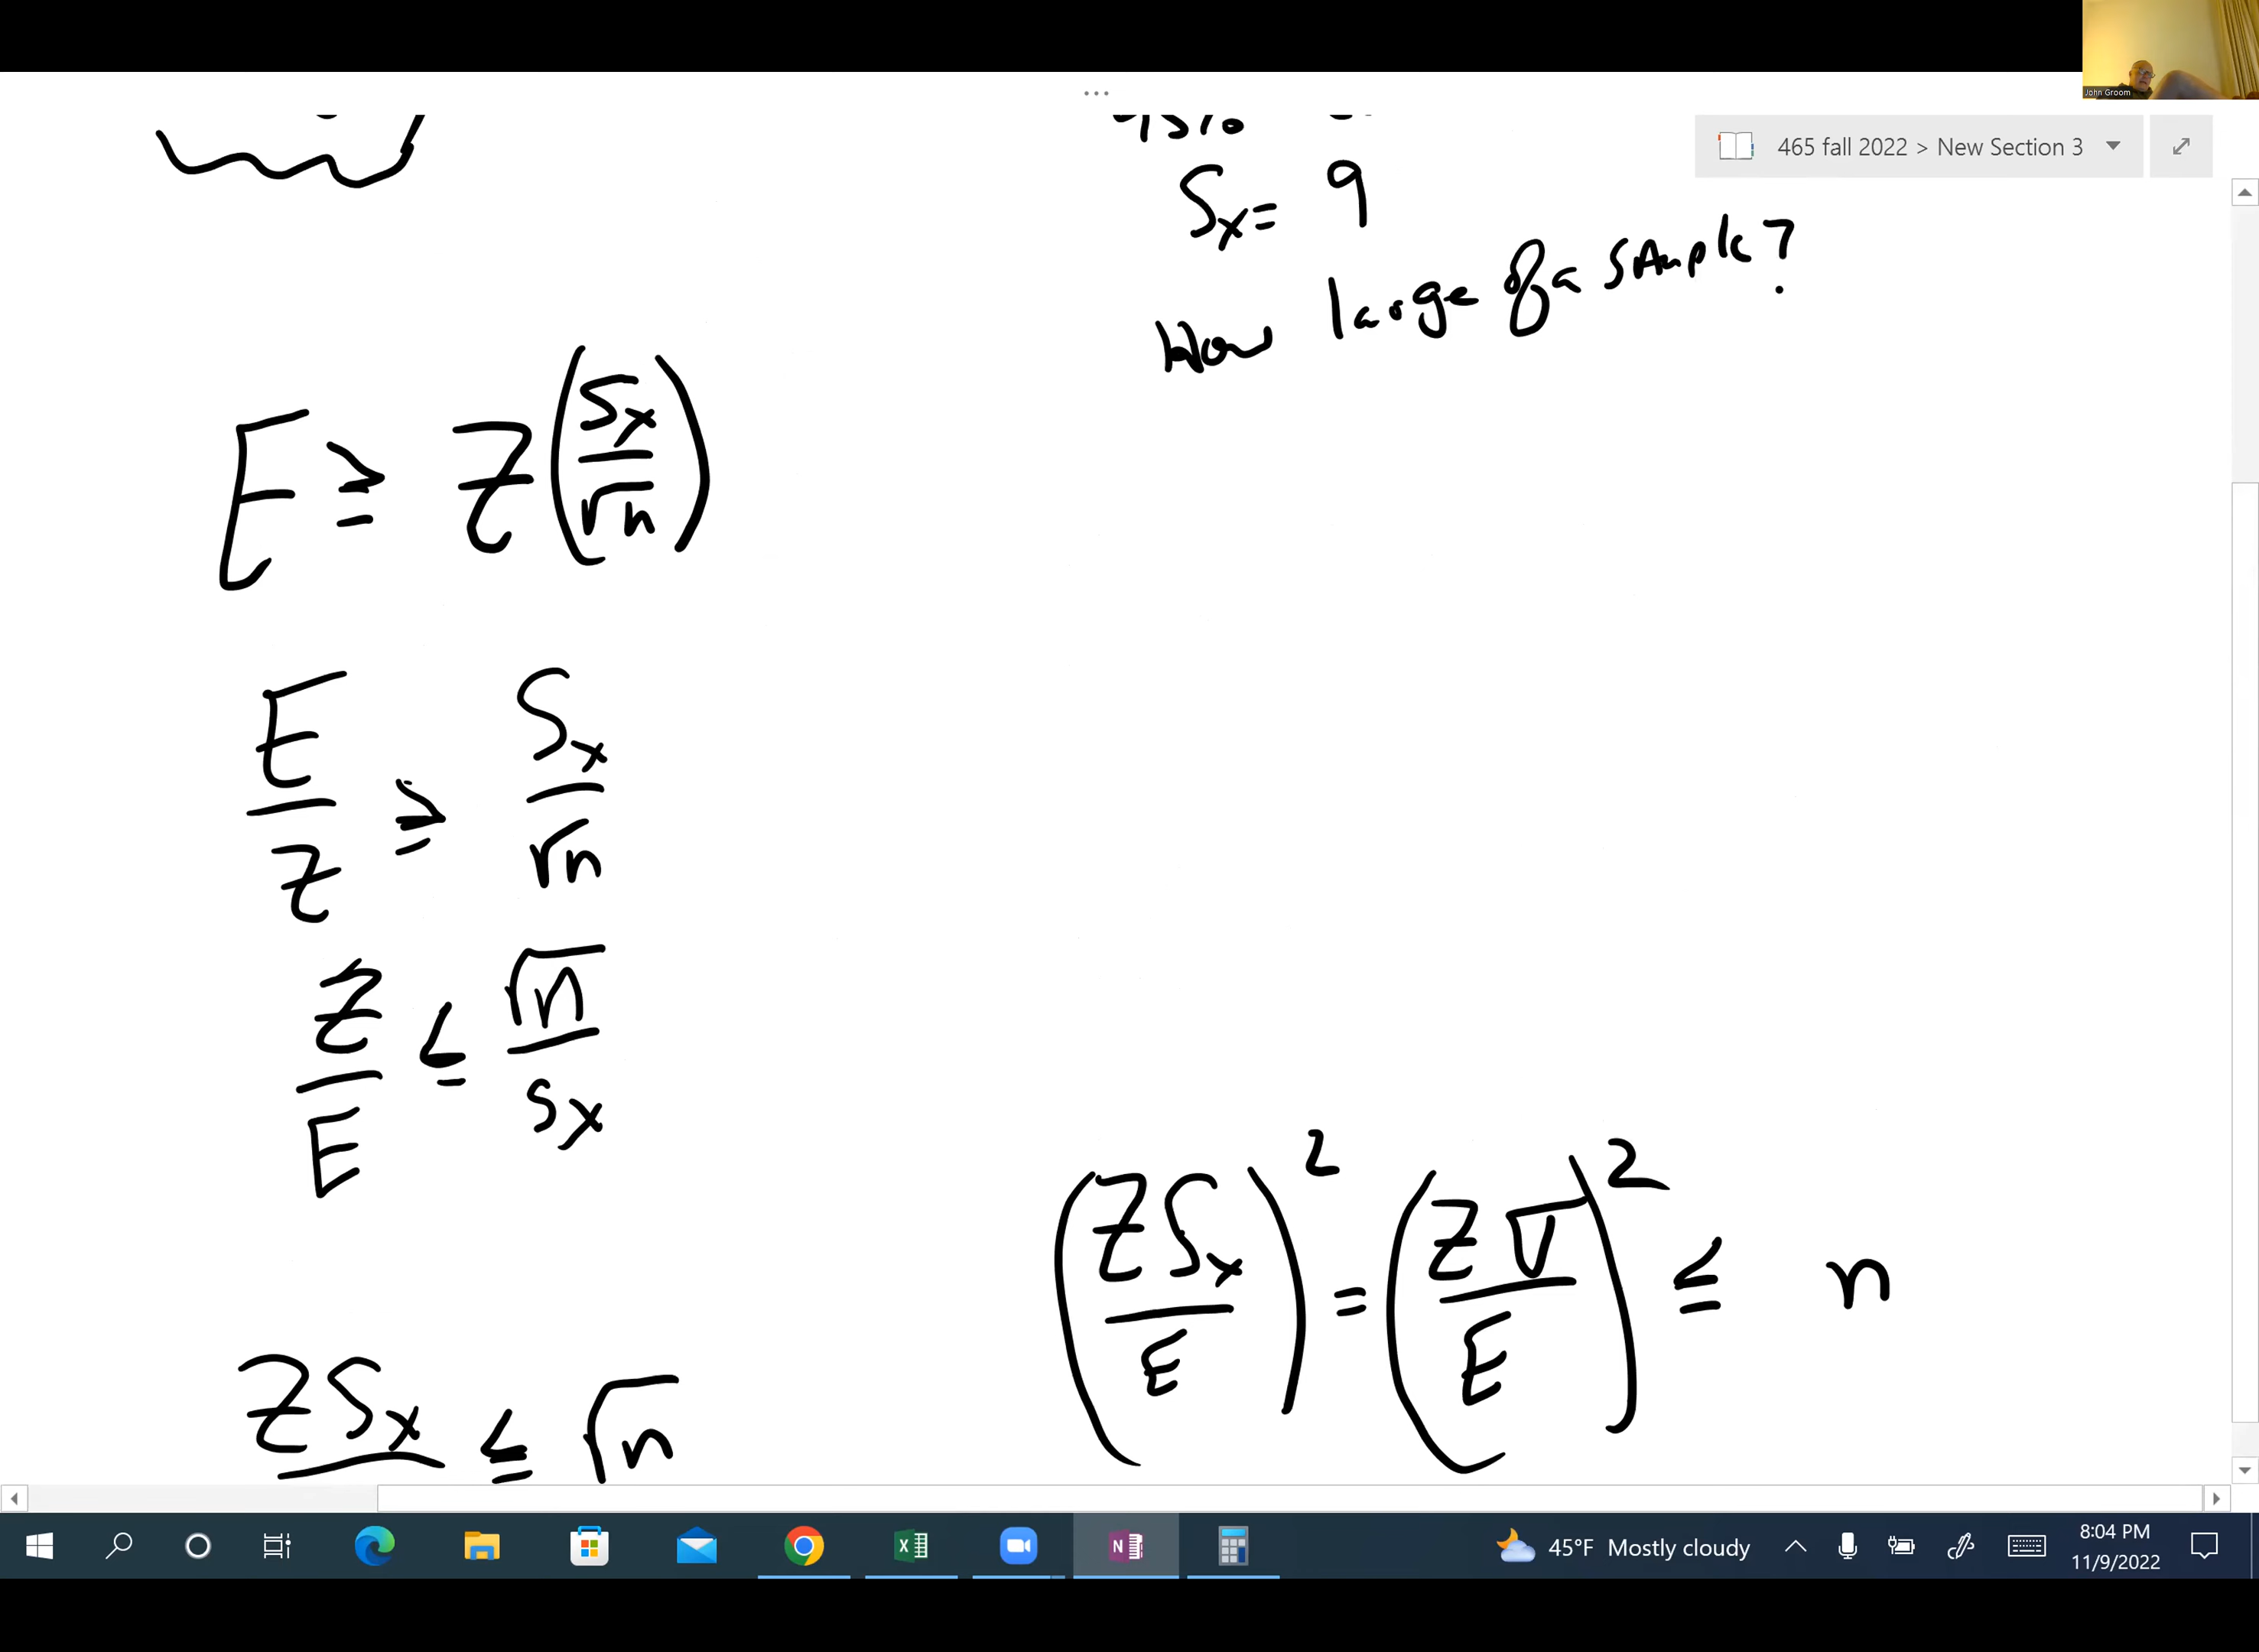 John Groom
465 fall 2022 > New Section 3
Sx = 9
How large of a sample?
E ≥ Z(Sx/√n)
E/Z ≥ Sx/√n
Z/E ≤ √n/Sx
(ZSx/E)² = (Z√/E)² ≤ n
ZSx ≤ √n
45°F Mostly cloudy
8:04 PM
11/9/2022